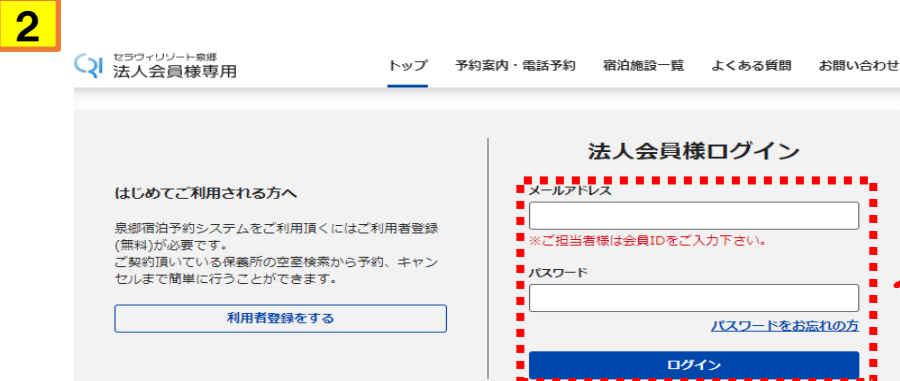 2
セラヴィリゾート泉郷
法人会員様専用
トップ 予約案内・電話予約 宿泊施設一覧 よくある質問 お問い合わせ
法人会員様ログイン
はじめてご利用される方へ
泉郷宿泊予約システムをご利用頂くにはご利用者登録
(無料)が必要です。
ご契約頂いている保養所の空室検索から予約、キャン
セルまで簡単に行うことができます。
利用者登録をする
メールアドレス
※ご担当者様は会員IDをご入力下さい。
パスワード
パスワードをお忘れの方
ログイン